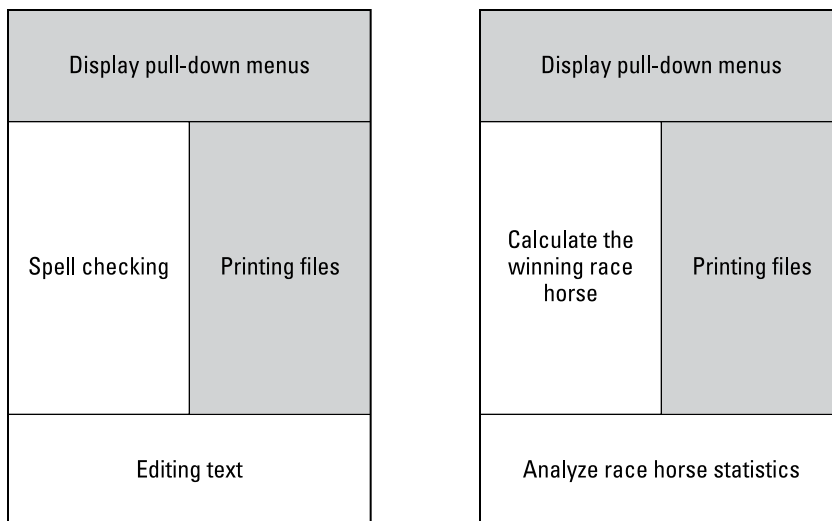 Display pull-down menus
Spell checking
Printing files
Editing text
Display pull-down menus
Calculate the
winning race
horse
Printing files
Analyze race horse statistics